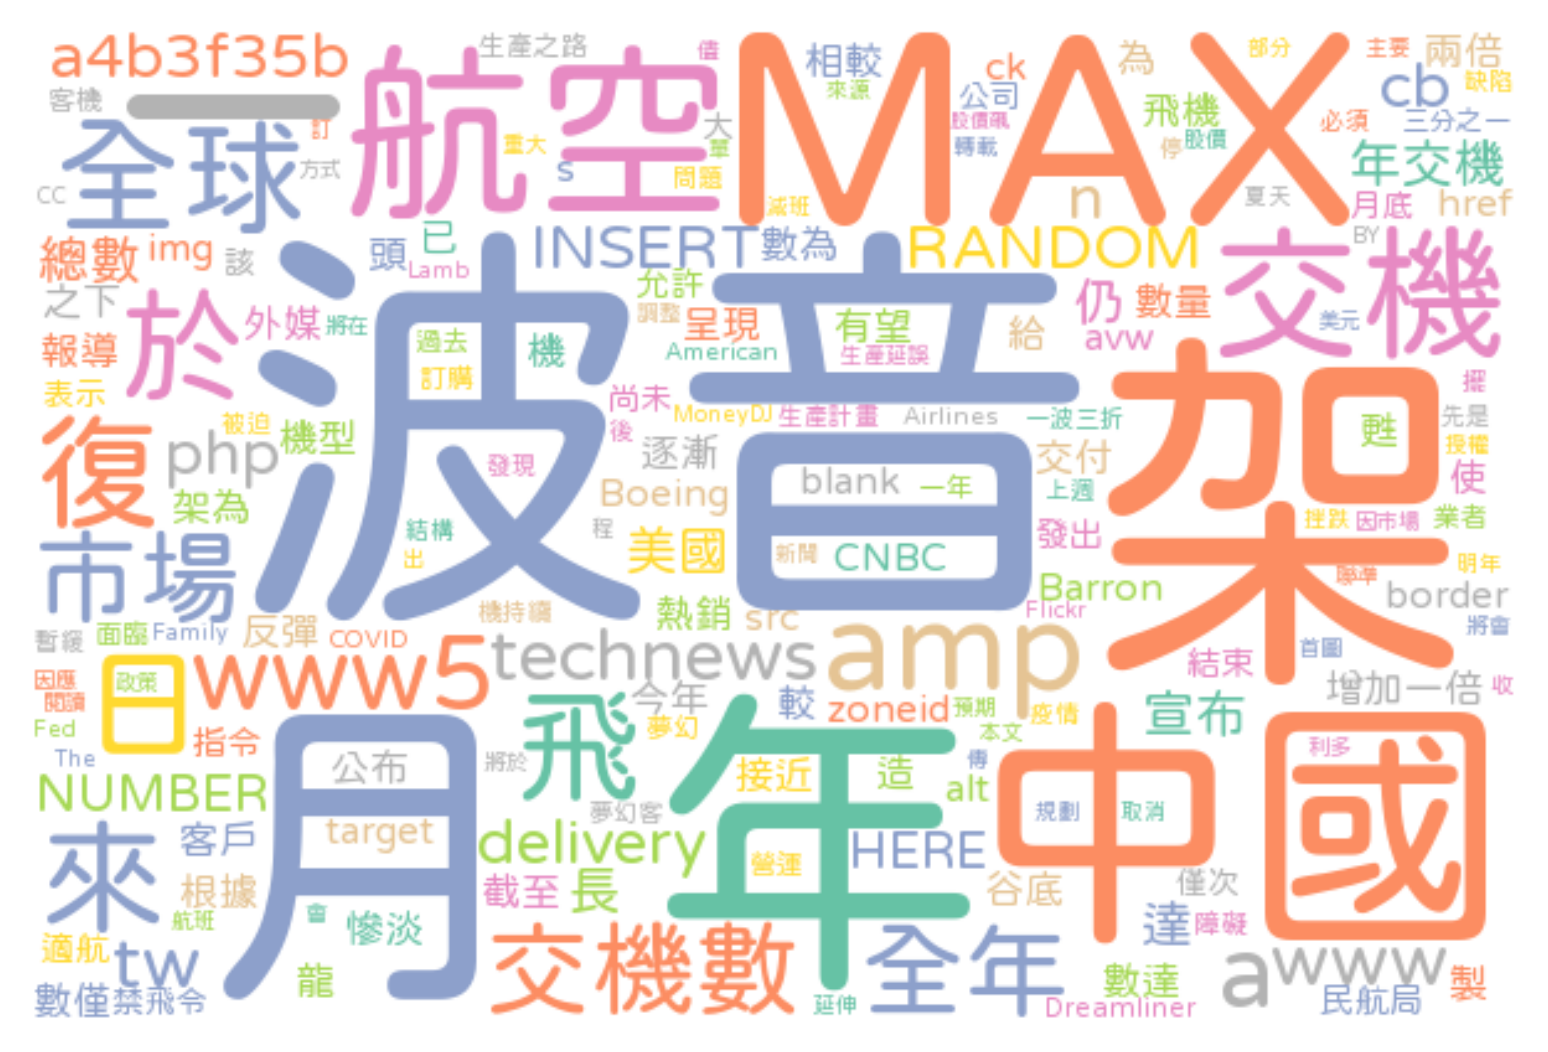 a4b3f35b
生產之路
航空
MAX
相較
ck
為
部分
主要
兩倍
客機
一
來源
公司
cb
缺陷
全球
訂
重大
大
單
股價飆
飛機
必須
三分之一
方式
s
問題
轉載
停
股價
年交機
CC
減班
n
夏天
月底
href
總數
img
該
頭
已
Lamb
INSERT
數為
RANDOM
BY
交機
之下
於
外媒
將在
允許
調整
呈現
有望
給
仍
數量
美元
報導
過去
機
American
生產延誤
avw
表示
訂購
尚未
MoneyDJ
生產計畫
Airlines
一波三折
架
擺
先是
甦
復
被迫
php
機型
波音
後
逐漸
交付
授權
發現
Boeing
blank
一年
上週
使
架為
結構
程
美國
新聞
CNBC
發出
挫跌
因市場
業者
市場
出
明年
Barron
聯準
border
機持續
熱銷
src
Flickr
將會
暫緩
面臨
Family
反彈
COVID
technews
amp
首圖
因應
閱讀
政策
日
www
5
今年
較
zoneid
預期
疫情
結束
增加一倍
收
宣布
Fed
指令
飛
夢幻
年
本文
中國
利多
The
公布
將於
接近
造
傳
NUMBER
月
夢幻客
alt
規劃
取消
來
客戶
target
delivery
營運
HERE
根據
截至
長
谷底
僅次
航班
會
慘淡
達
障礙
適航
tw
龍
交機數
全年
數達
a
www
製
數僅
禁飛令
延伸
Dreamliner
民航局